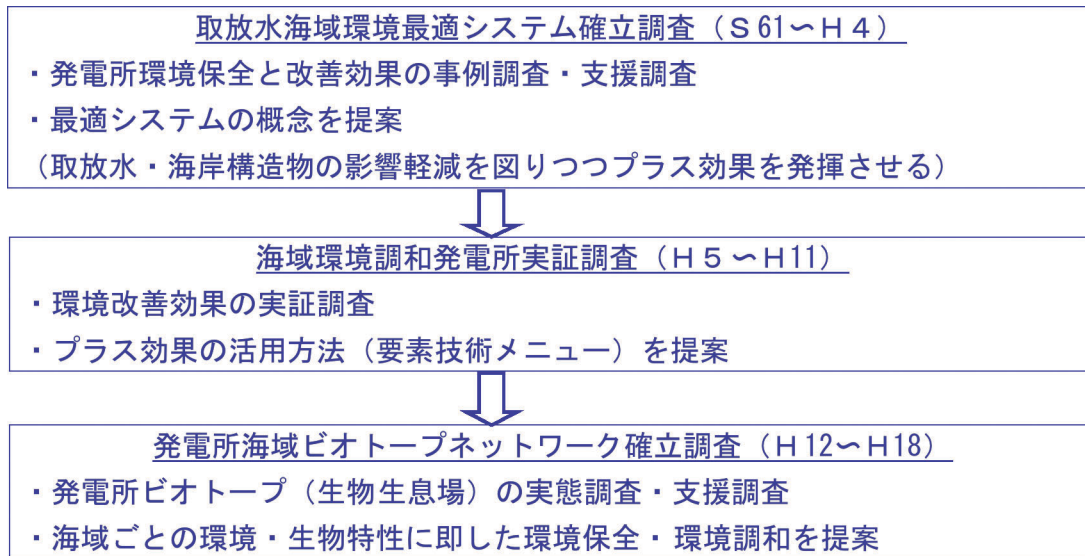 取放水海域環境最適システム確立調査(S61~H4)
・発電所環境保全と改善効果の事例調査・支援調査
・最適システムの概念を提案
(取放水・海岸構造物の影響軽減を図りつつプラス効果を発揮させる)
海域環境調和発電所実証調査(H5~H11)
・環境改善効果の実証調査
・プラス効果の活用方法(要素技術メニュー)を提案
発電所海域ビオトープネットワーク確立調査(H12~H18)
・発電所ビオトープ(生物生息場)の実態調査・支援調査
・海域ごとの環境・生物特性に即した環境保全・環境調和を提案